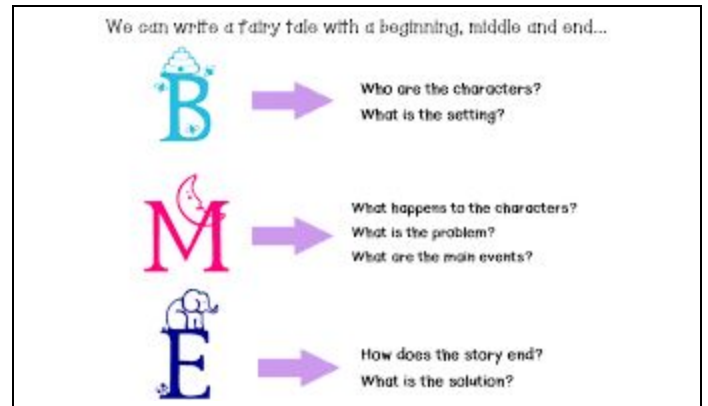 We can write a fairy tale with a beginning, middle and end...
B
Who are the characters?
What is the setting?
M
What happens to the characters?
What is the problem?
What are the main events?
E
How does the story end?
What is the solution?